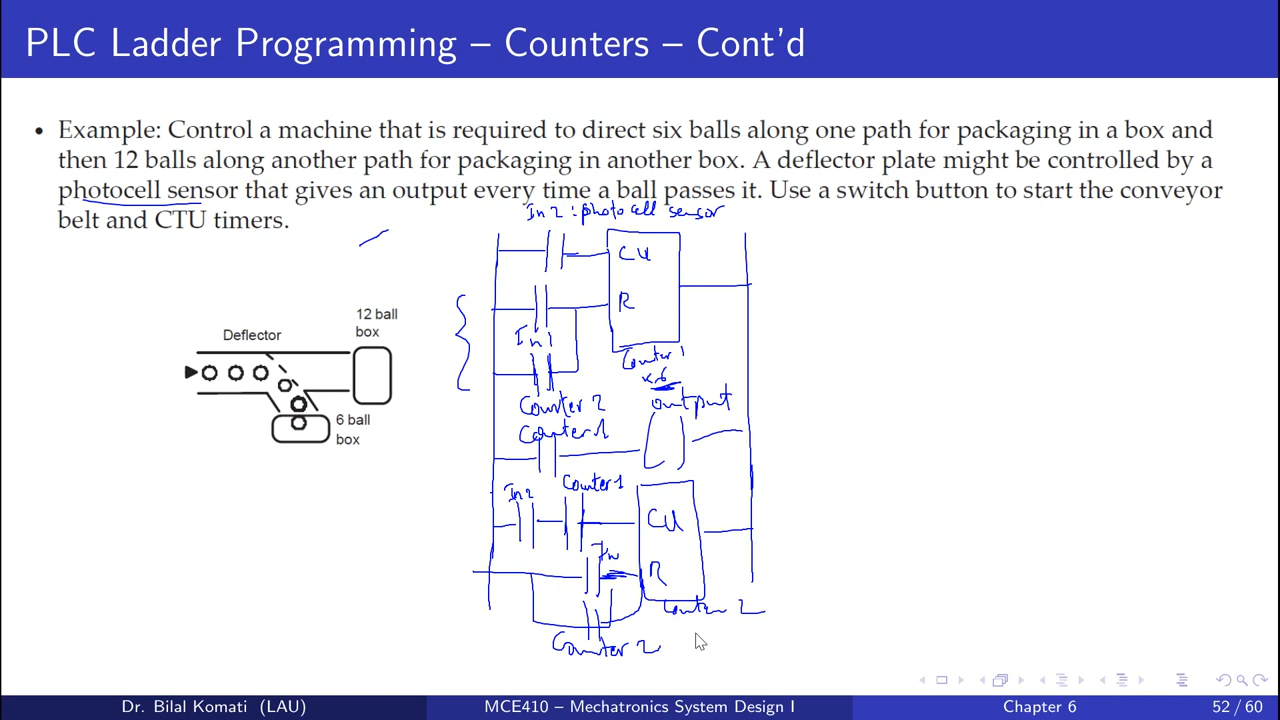 PLC Ladder Programming – Counters – Cont'd
• Example: Control a machine that is required to direct six balls along one path for packaging in a box and
then 12 balls along another path for packaging in another box. A deflector plate might be controlled by a
photocell sensor that gives an output every time a ball passes it. Use a switch button to start the conveyor
belt and CTU timers.
In 2 : photo cell sensor
CU
R
In 1
Counter 1
Counter 2
output
Counter 1
12 ball
box
Deflector
6 ball
box
In 2
Counter 1
CU
In
R
Counter 2
Counter 2
Dr. Bilal Komati (LAU)
MCE410 – Mechatronics System Design I
Chapter 6
52 / 60